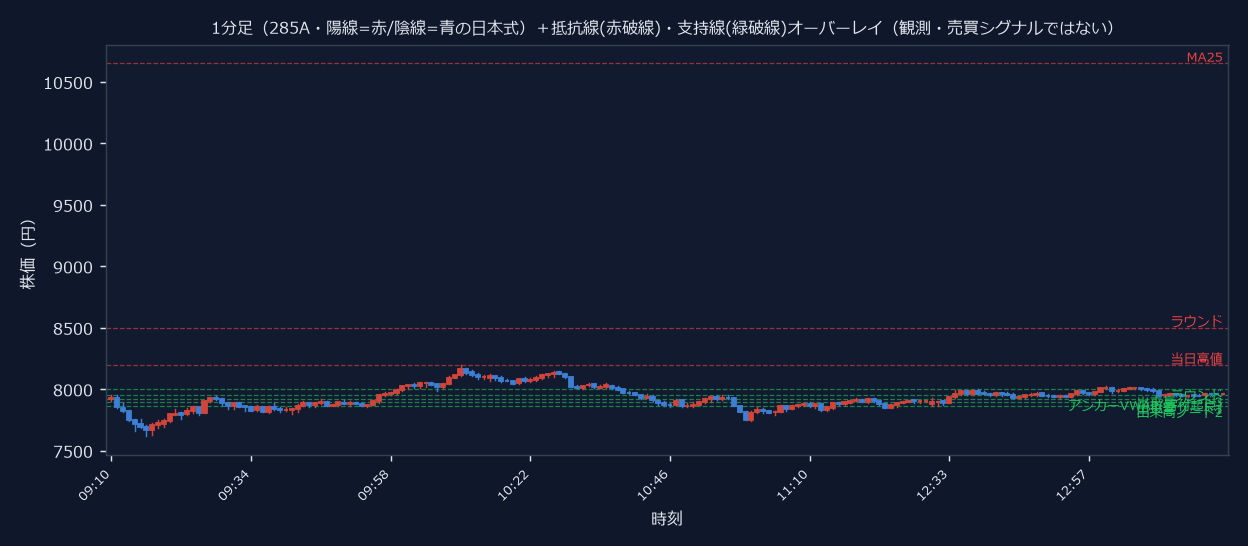 1分足（285A・陽線=赤/陰線=青の日本式）＋抵抗線(赤破線)・支持線(緑破線)オーバーレイ（観測・売買シグナルではない）
株価（円）
10500
10000
9500
9000
8500
8000
7500
MA25
ラウンド
当日高値
09:10
09:34
09:58
10:22
10:46
11:10
12:33
12:57
時刻